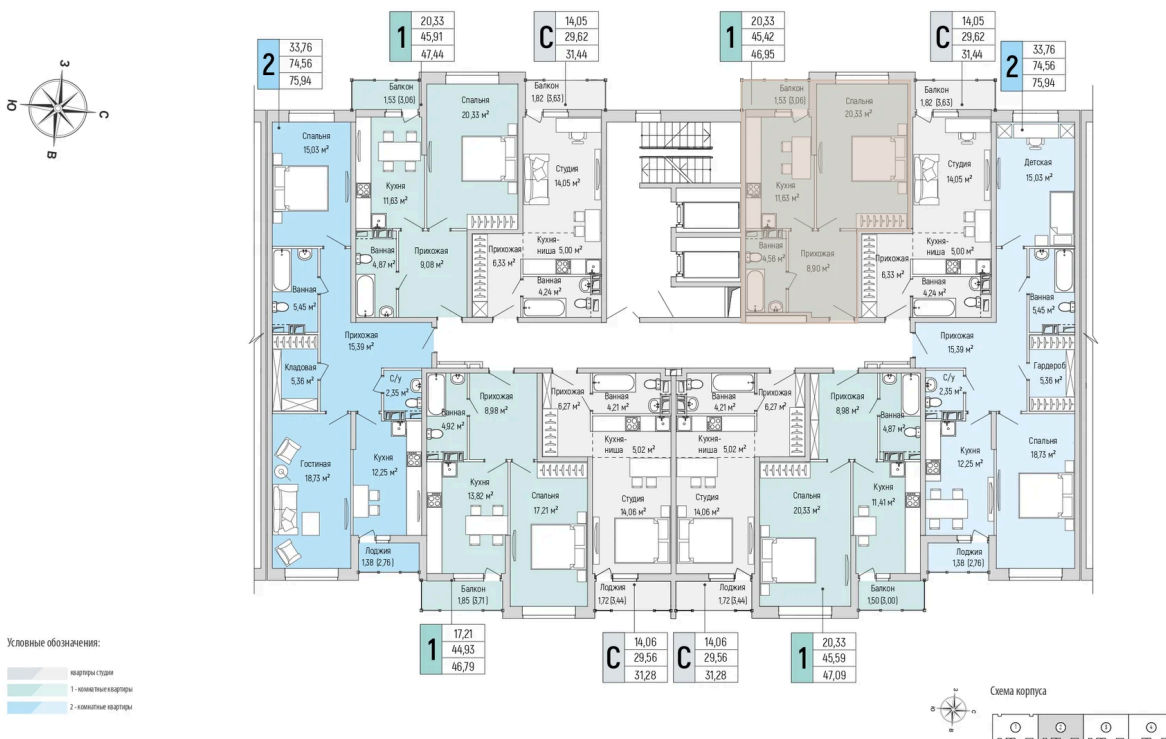 1
20,33
45,91
47,44
С
14,05
29,62
31,44
1
20,33
45,42
46,95
С
14,05
29,62
31,44
2
33,76
74,56
75,94
2
33,76
74,56
75,94
З
Ю
С
В
Балкон
1,53 (3,06)
Спальня
20,33 м²
Балкон
1,82 (3,63)
Балкон
1,53 (3,06)
Спальня
20,33 м²
Балкон
1,82 (3,63)
Спальня
15,03 м²
Кухня
11,63 м²
Студия
14,05 м²
Кухня
11,63 м²
Студия
14,05 м²
Детская
15,03 м²
Ванная
4,87 м²
Прихожая
9,08 м²
Прихожая
6,33 м²
Кухня-
ниша 5,00 м²
Ванная
4,24 м²
Ванная
4,58 м²
Прихожая
8,90 м²
Прихожая
6,33 м²
Кухня-
ниша 5,00 м²
Ванная
4,24 м²
Ванная
5,45 м²
Ванная
5,45 м²
Прихожая
15,39 м²
Прихожая
15,39 м²
Кладовая
5,36 м²
С/у
2,35 м²
Ванная
4,92 м²
Прихожая
8,98 м²
Прихожая
6,27 м²
Ванная
4,21 м²
Ванная
4,21 м²
Прихожая
6,27 м²
Прихожая
8,98 м²
Ванная
4,87 м²
С/у
2,35 м²
Гардероб
5,36 м²
Кухня-
ниша 5,02 м²
Кухня-
ниша 5,02 м²
Гостиная
18,73 м²
Кухня
12,25 м²
Кухня
13,82 м²
Спальня
17,21 м²
Студия
14,06 м²
Студия
14,06 м²
Спальня
20,33 м²
Кухня
11,41 м²
Кухня
12,25 м²
Спальня
18,73 м²
Лоджия
1,38 (2,76)
Балкон
1,85 (3,71)
Лоджия
1,72 (3,44)
Лоджия
1,72 (3,44)
Балкон
1,50 (3,00)
Лоджия
1,38 (2,76)
1
17,21
44,93
46,79
С
14,06
29,56
31,28
С
14,06
29,56
31,28
1
20,33
45,59
47,09
Условные обозначения:
квартиры студии
1 - комнатные квартиры
2 - комнатные квартиры
З
Ю
С
В
Схема корпуса
1
2
3
4